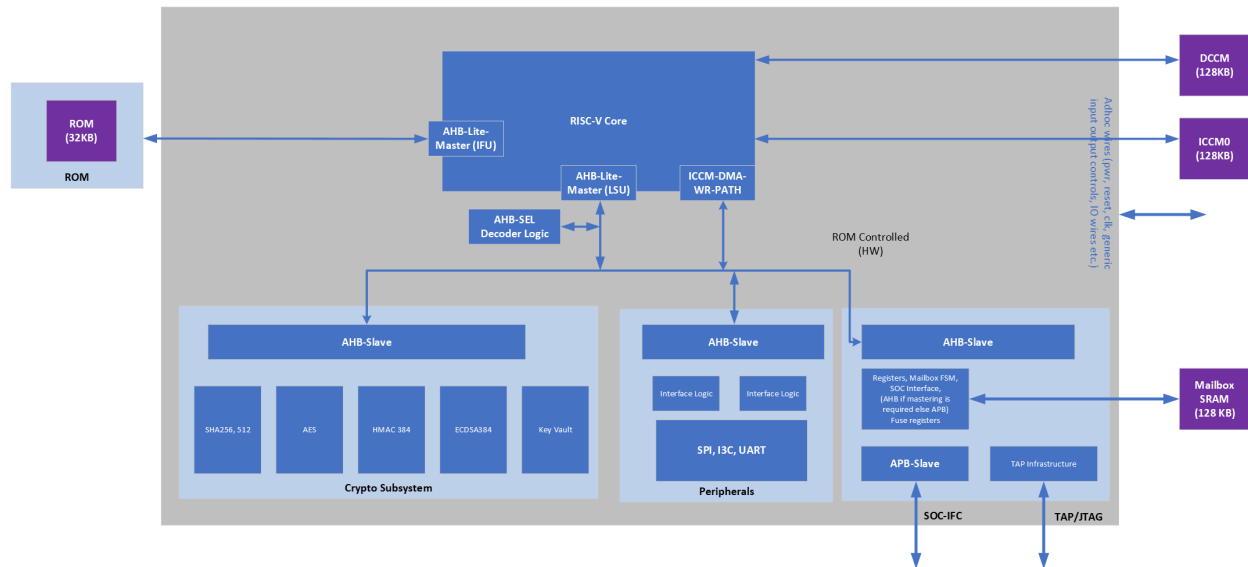 DCCM
(128KB)
ROM
(32KB)
ROM
RISC-V Core
AHB-Lite-
Master (IFU)
AHB-Lite-
Master (LSU)
ICCM-DMA-
WR-PATH
ICCM0
(128KB)
Adhoc wires (pwr, reset, clk, generic
input output controls, IO wires etc.)
AHB-SEL
Decoder Logic
ROM Controlled
(HW)
AHB-Slave
SHA256, 512
AES
HMAC 384
ECDSA384
Key Vault
Crypto Subsystem
AHB-Slave
Interface Logic
Interface Logic
SPI, I3C, UART
Peripherals
AHB-Slave
Registers, Mailbox FSM,
SOC Interface,
(AHB if mastering is
required else APB)
Fuse registers
Mailbox
SRAM
(128 KB)
APB-Slave
TAP Infrastructure
SOC-IFC
TAP/JTAG